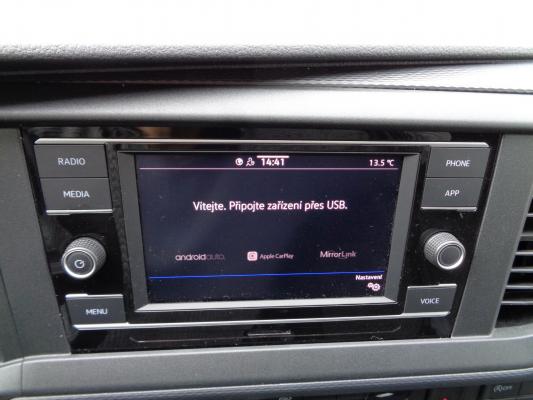 RADIO
PHONE
14:41
13.5 °C
MEDIA
APP
Vítejte. Připojte zařízení přes USB.
androidauto.
Apple CarPlay
MirrorLink
Nastavení
MENU
VOICE
OFF